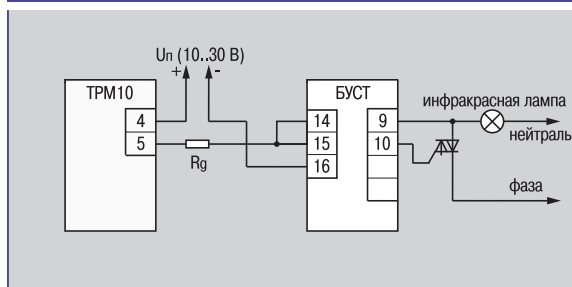 Uп (10..30 В)
+ -
ТРМ10
БУСТ
4
5
Rg
14
15
16
9
10
инфракрасная лампа
нейтраль
фаза